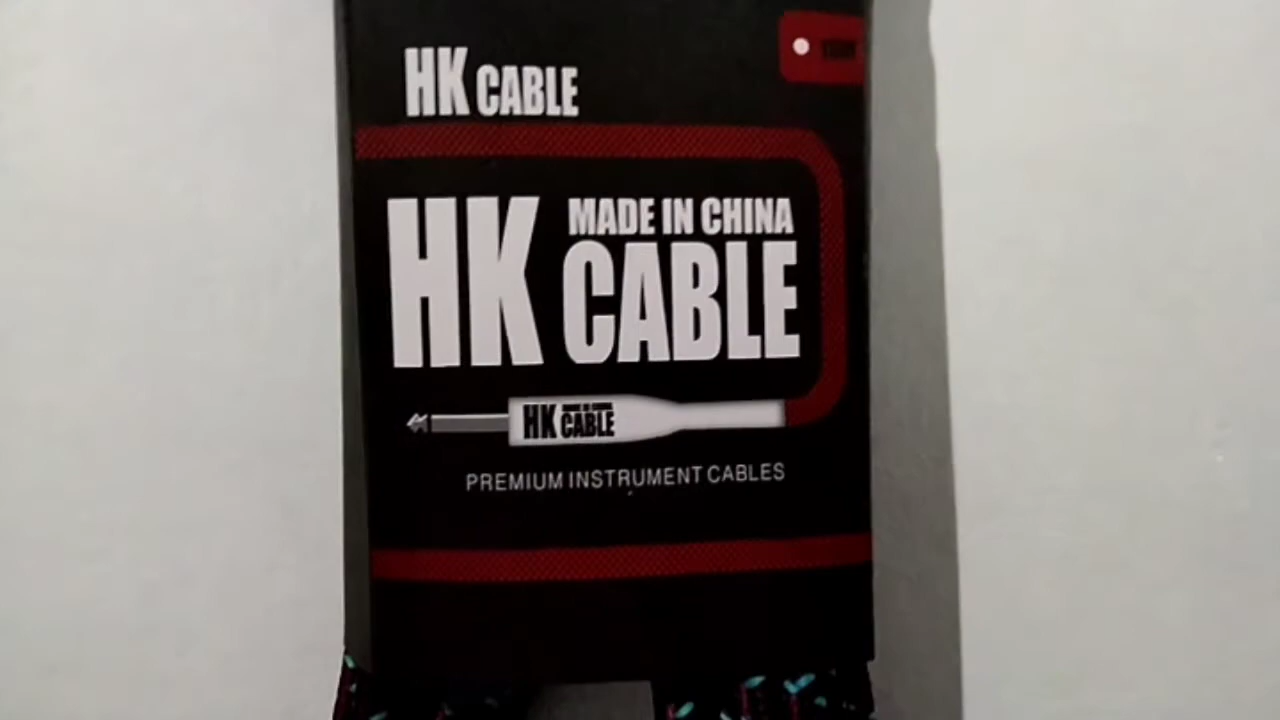 HK CABLE
MADE IN CHINA
HK CABLE
HK CABLE
PREMIUM INSTRUMENT CABLES